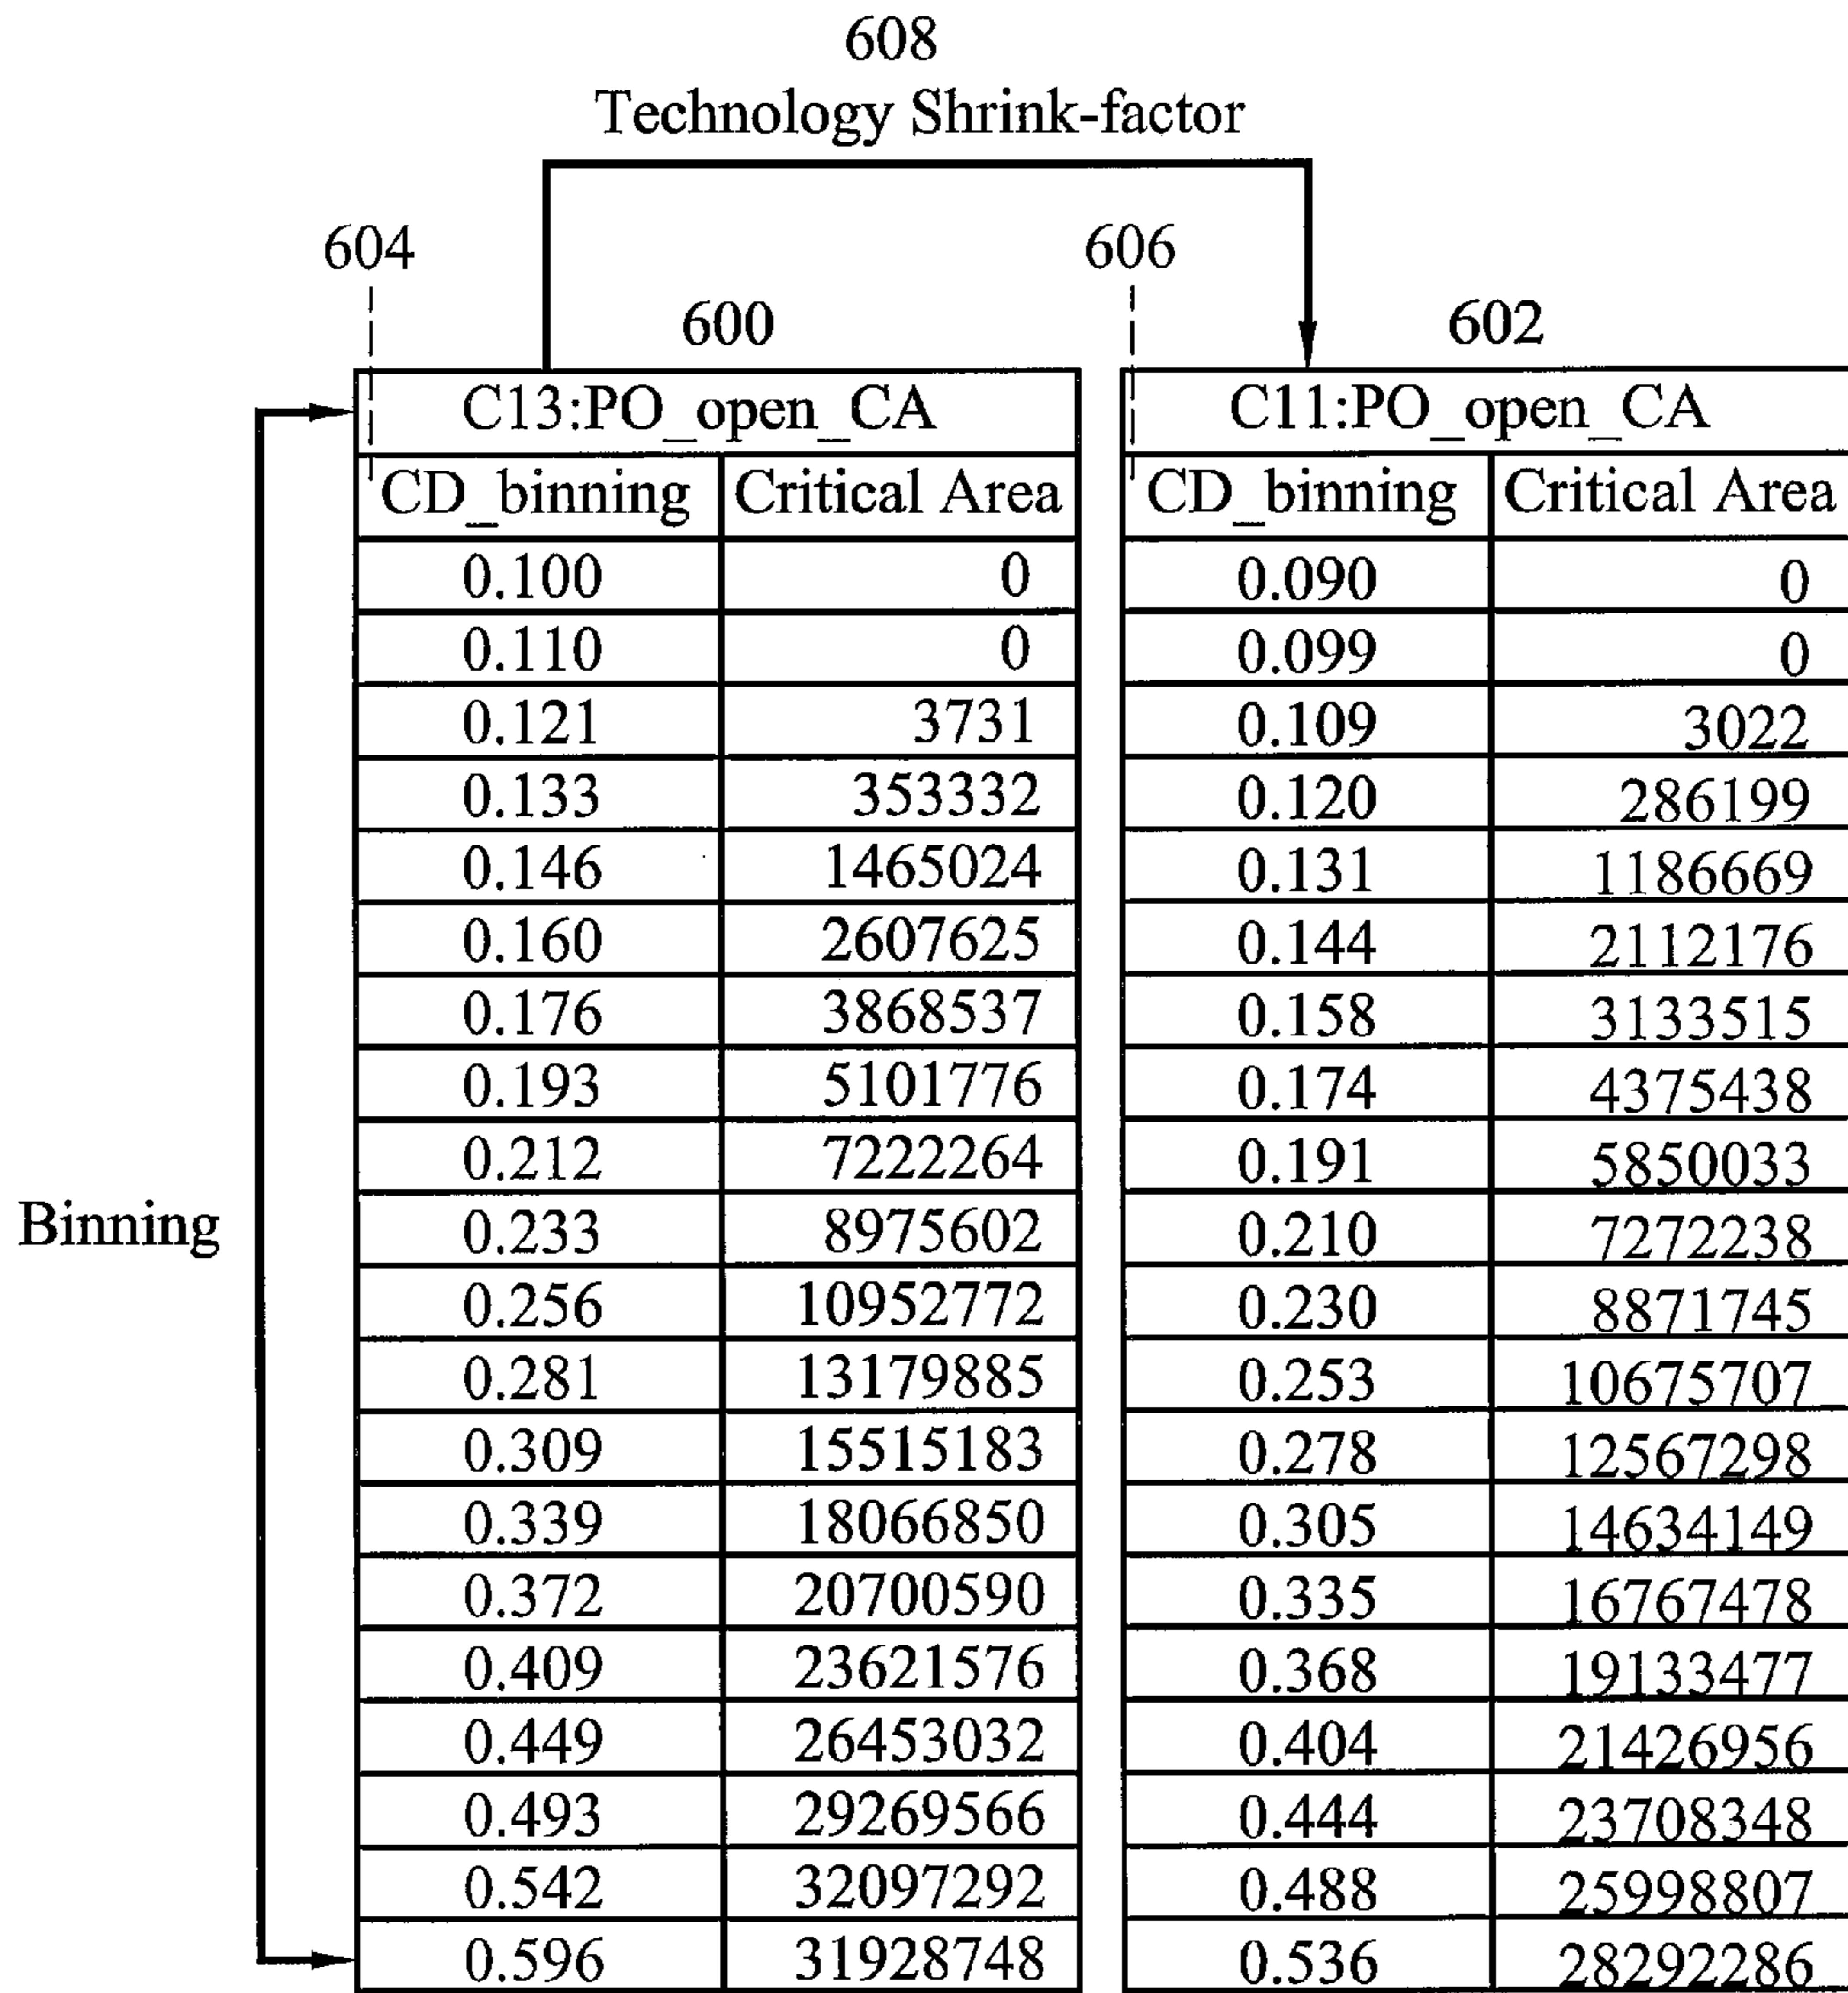 608
Technology Shrink-factor
604
606
600
602
C13:PO_open_CA
C11:PO_open_CA
CD_binning Critical Area CD_binning Critical Area
0.100 0 0.090 0
0.110 0 0.099 0
0.121 3731 0.109 3022
0.133 353332 0.120 286199
0.146 1465024 0.131 1186669
0.160 2607625 0.144 2112176
0.176 3868537 0.158 3133515
0.193 5101776 0.174 4375438
0.212 7222264 0.191 5850033
Binning
0.233 8975602 0.210 7272238
0.256 10952772 0.230 8871745
0.281 13179885 0.253 10675707
0.309 15515183 0.278 12567298
0.339 18066850 0.305 14634149
0.372 20700590 0.335 16767478
0.409 23621576 0.368 19133477
0.449 26453032 0.404 21426956
0.493 29269566 0.444 23708348
0.542 32097292 0.488 25998807
0.596 31928748 0.536 28292286